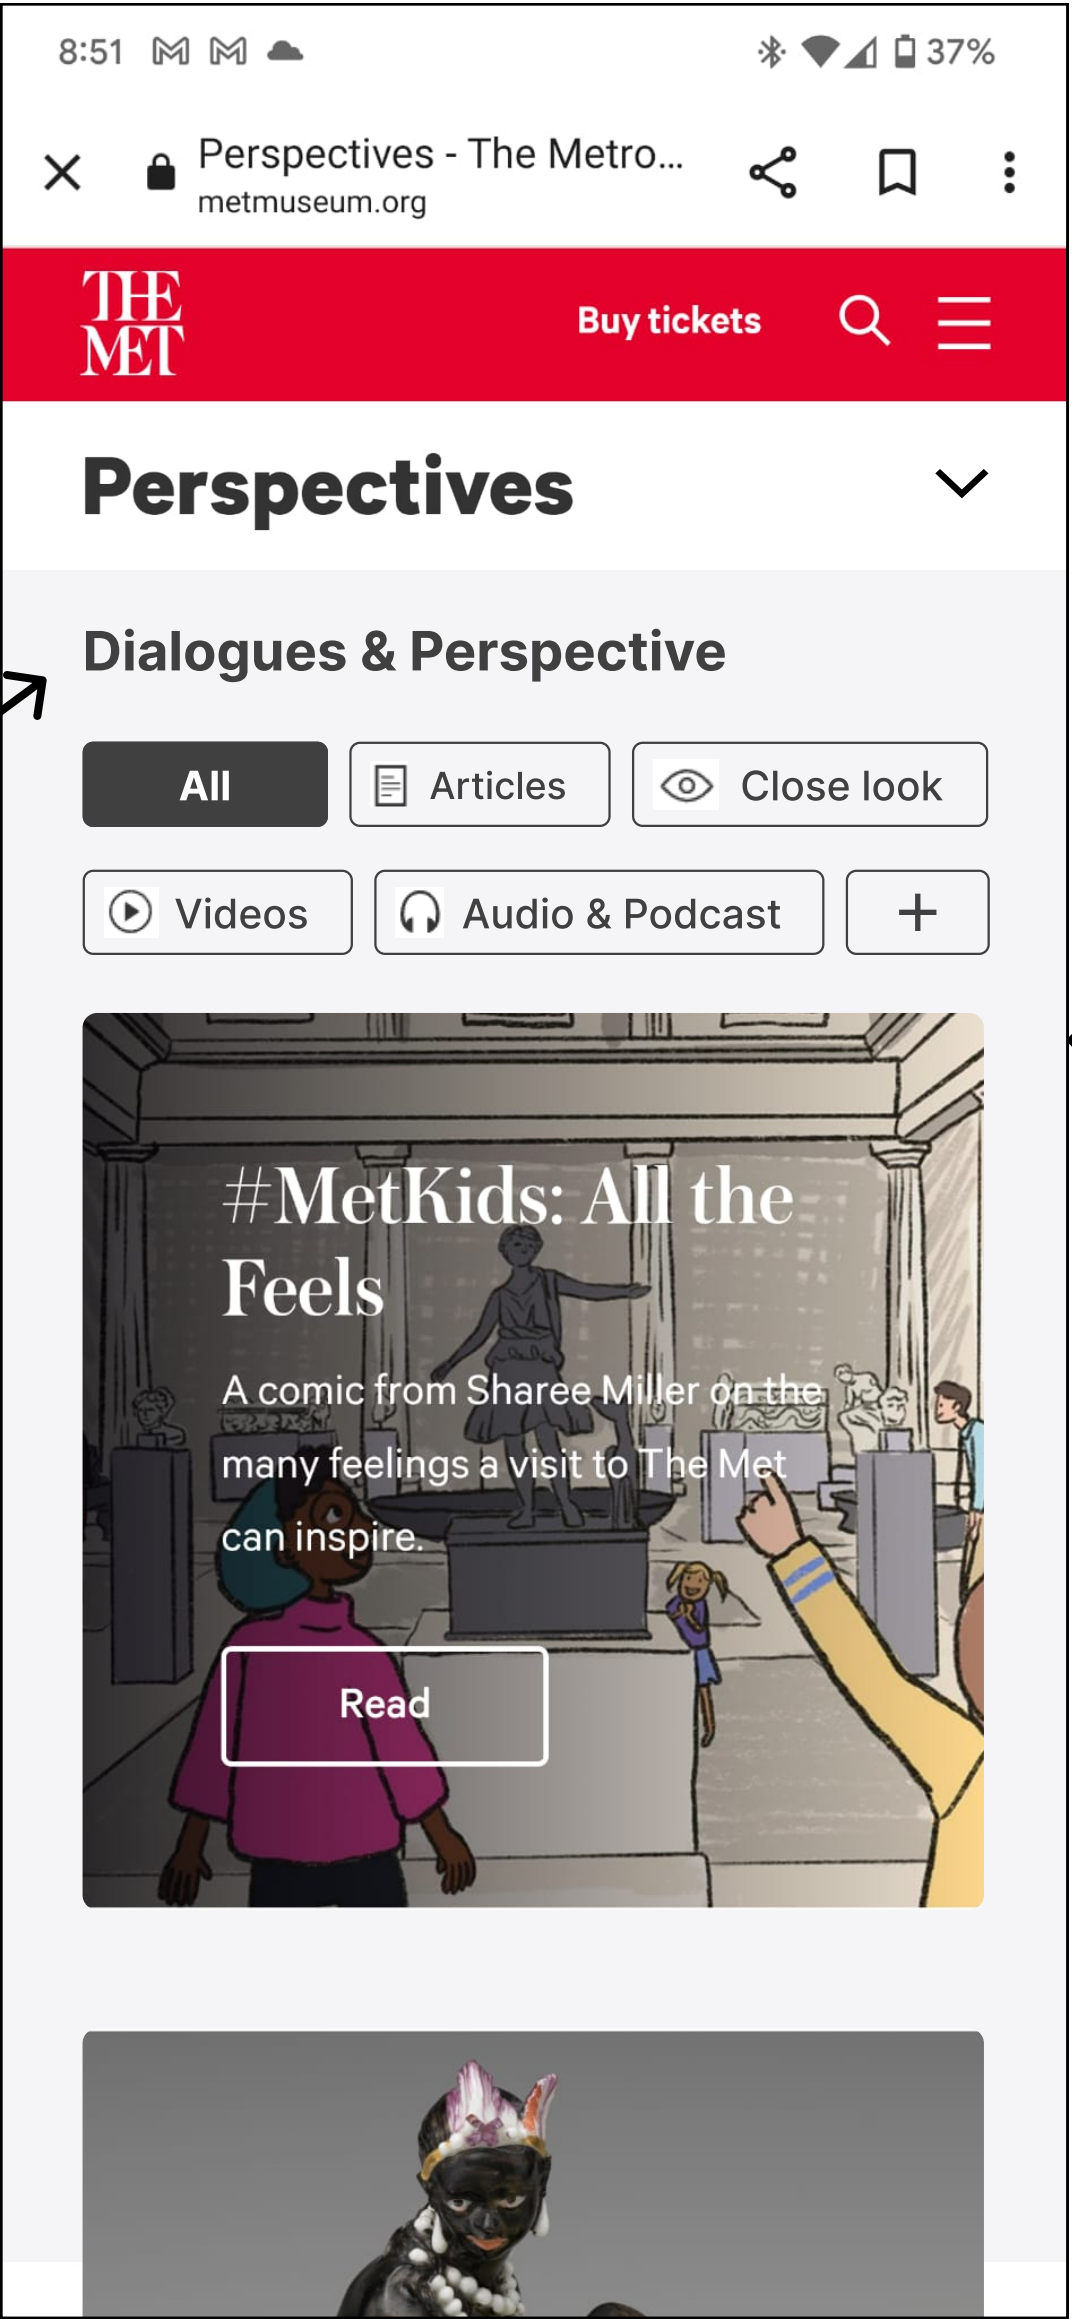 8:51
37%
Perspectives - The Metro...
metmuseum.org
THE
MET
Buy tickets
Perspectives
Dialogues & Perspective
All
Articles
Close look
Videos
Audio & Podcast
+
#MetKids: All the
Feels
A comic from Sharee Miller on the
many feelings a visit to The Met
can inspire.
Read